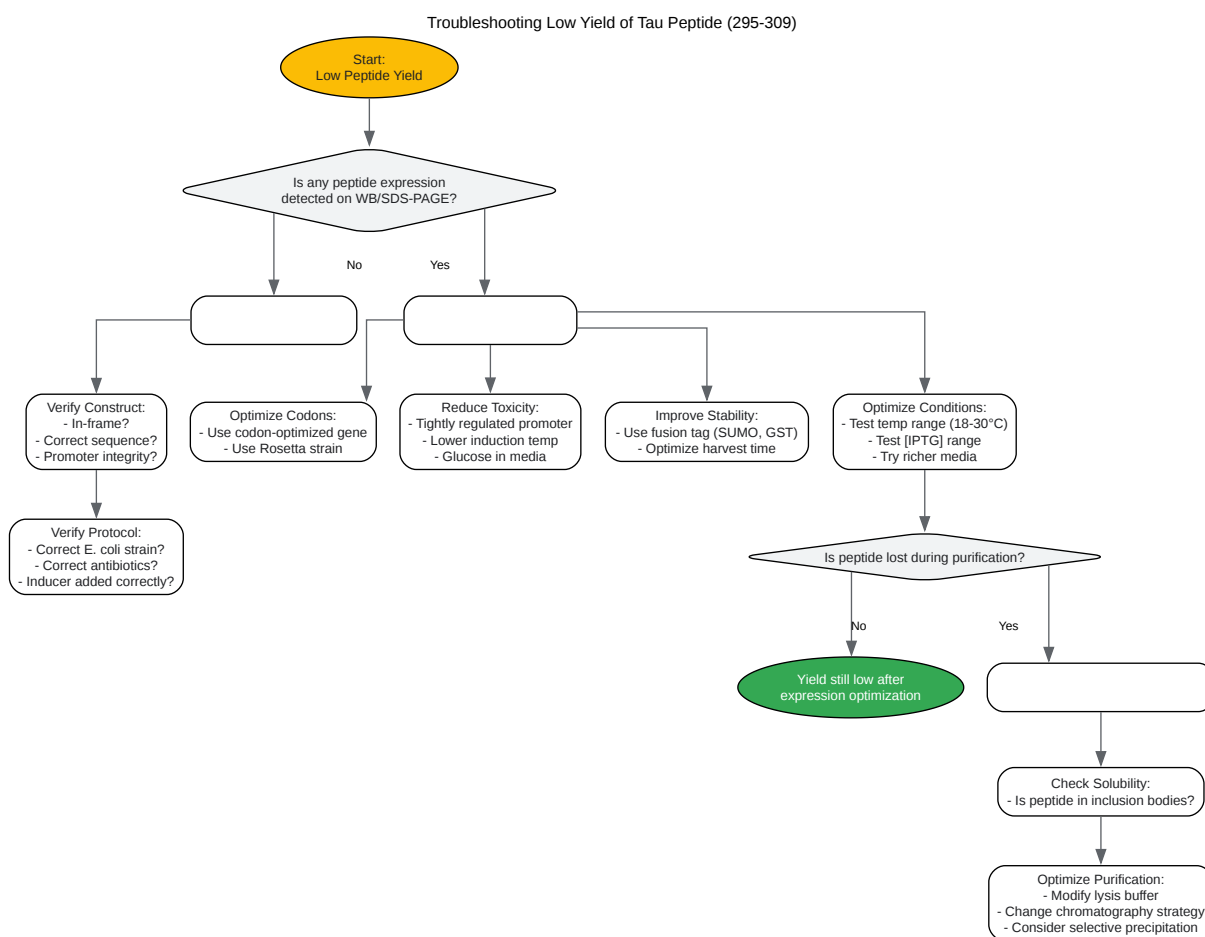 Troubleshooting Low Yield of Tau Peptide (295-309)
Start:
Low Peptide Yield
Is any peptide expression
detected on WB/SDS-PAGE?
No
Yes
Verify Construct:
- In-frame?
- Correct sequence?
- Promoter integrity?
Optimize Codons:
- Use codon-optimized gene
- Use Rosetta strain
Reduce Toxicity:
- Tightly regulated promoter
- Lower induction temp
- Glucose in media
Improve Stability:
- Use fusion tag (SUMO, GST)
- Optimize harvest time
Optimize Conditions:
- Test temp range (18-30°C)
- Test [IPTG] range
- Try richer media
Verify Protocol:
- Correct E. coli strain?
- Correct antibiotics?
- Inducer added correctly?
Is peptide lost during purification?
No
Yes
Yield still low after
expression optimization
Check Solubility:
- Is peptide in inclusion bodies?
Optimize Purification:
- Modify lysis buffer
- Change chromatography strategy
- Consider selective precipitation